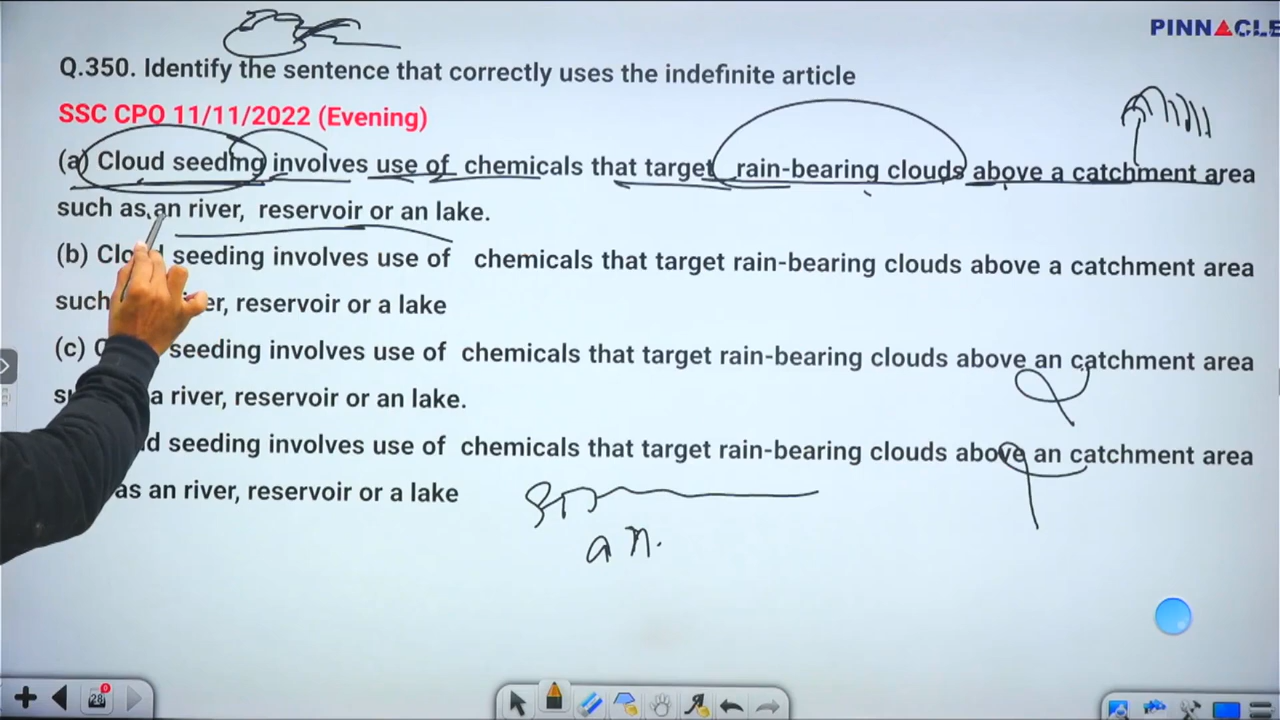 PINNACLE
Q.350. Identify the sentence that correctly uses the indefinite article
SSC CPO 11/11/2022 (Evening)
(a) Cloud seeding involves use of chemicals that target rain-bearing clouds above a catchment area
such as an river, reservoir or an lake.
(b) seeding involves use of chemicals that target rain-bearing clouds above a catchment area
such reservoir or a lake
(c) seeding involves use of chemicals that target rain-bearing clouds above an catchment area
a river, reservoir or an lake.
seeding involves use of chemicals that target rain-bearing clouds above an catchment area
as an river, reservoir or a lake
an.
28